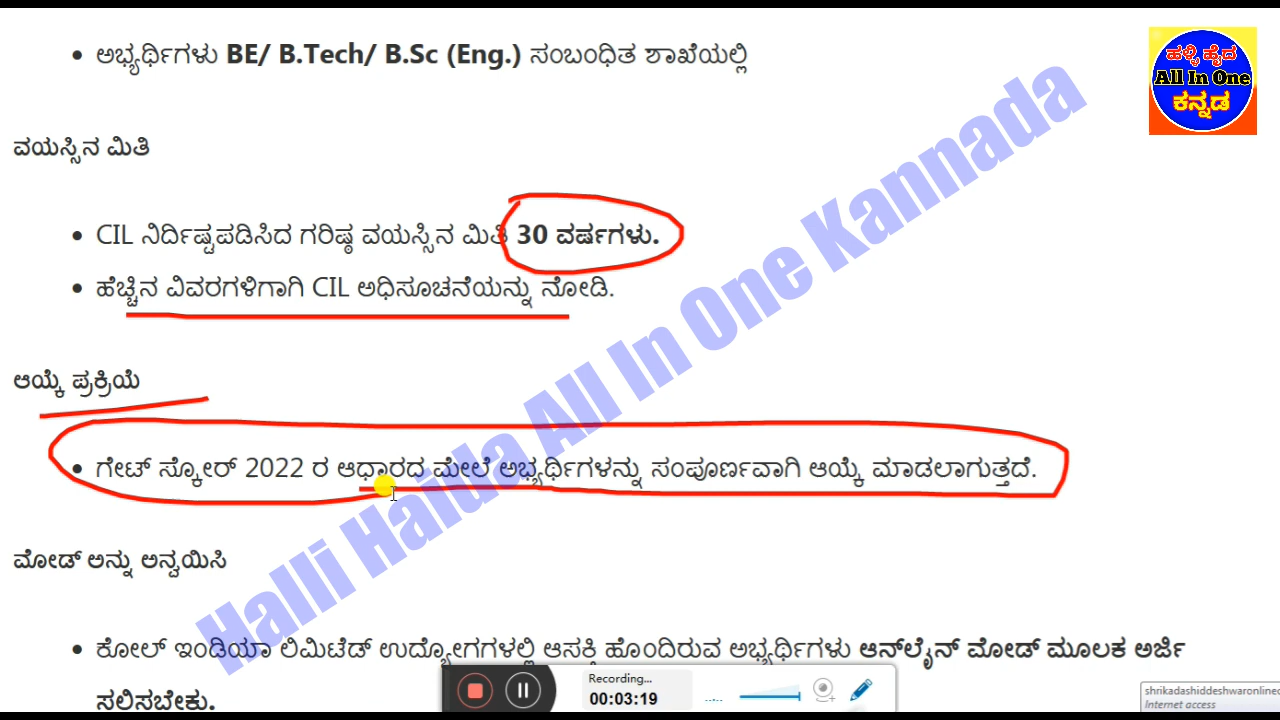 ಅಭ್ಯರ್ಥಿಗಳು BE/ B.Tech/ B.Sc (Eng.) ಸಂಬಂಧಿತ ಶಾಖೆಯಲ್ಲಿ
ಹಳ್ಳಿ ಹೈದ
All In One
ಕನ್ನಡ
ವಯಸ್ಸಿನ ಮಿತಿ
CIL ನಿರ್ದಿಷ್ಟಪಡಿಸಿದ ಗರಿಷ್ಠ ವಯಸ್ಸಿನ ಮಿತಿ 30 ವರ್ಷಗಳು.
ಹೆಚ್ಚಿನ ವಿವರಗಳಿಗಾಗಿ CIL ಅಧಿಸೂಚನೆಯನ್ನು ನೋಡಿ.
ಆಯ್ಕೆ ಪ್ರಕ್ರಿಯೆ
ಗೇಟ್ ಸ್ಕೋರ್ 2022 ರ ಆಧಾರದ ಮೇಲೆ ಅಭ್ಯರ್ಥಿಗಳನ್ನು ಸಂಪೂರ್ಣವಾಗಿ ಆಯ್ಕೆ ಮಾಡಲಾಗುತ್ತದೆ.
Halli Haida All In One Kannada
ಮೋಡ್ ಅನ್ನು ಅನ್ವಯಿಸಿ
ಕೋಲ್ ಇಂಡಿಯಾ ಲಿಮಿಟೆಡ್ ಉದ್ಯೋಗಗಳಲ್ಲಿ ಆಸಕ್ತಿ ಹೊಂದಿರುವ ಅಭ್ಯರ್ಥಿಗಳು ಆನ್‌ಲೈನ್ ಮೋಡ್ ಮೂಲಕ ಅರ್ಜಿ
ಸಲ್ಲಿಸಬೇಕು.
Recording...
00:03:19
shrikadashiddeshwaronline
Internet access